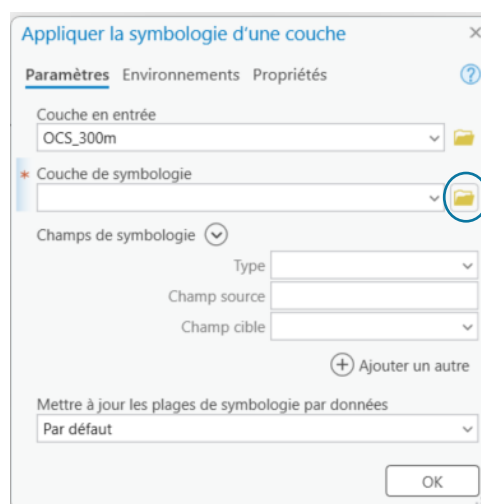 Appliquer la symbologie d'une couche
Paramètres Environnements Propriétés
Couche en entrée
OCS_300m
* Couche de symbologie
Champs de symbologie
Type
Champ source
Champ cible
Ajouter un autre
Mettre à jour les plages de symbologie par données
Par défaut
OK